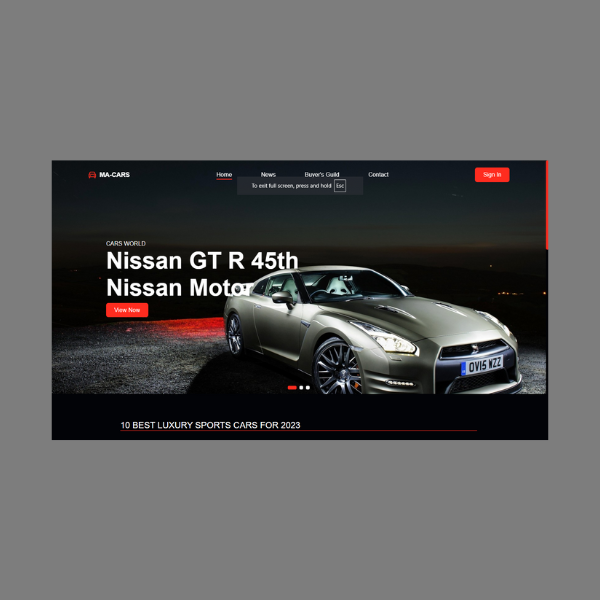 MA-CARS
Home News Buyer's Guild Contact
Sign In
To exit full screen, press and hold Esc
CARS WORLD
Nissan GT R 45th
Nissan Motor
View Now
OV15 WZZ
10 BEST LUXURY SPORTS CARS FOR 2023